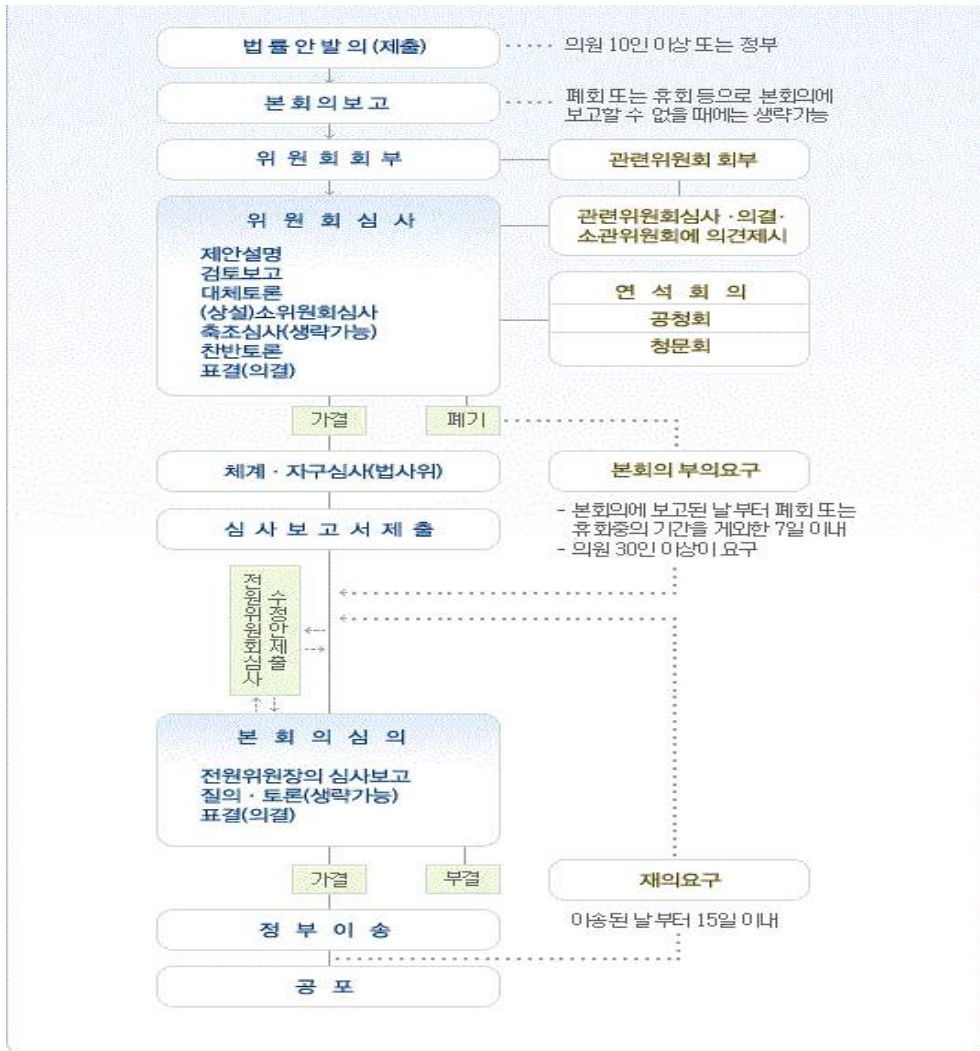 법률안발의(제출)
의원 10인 이상 또는 정부
본회의보고
폐회 또는 휴회 등으로 본회의에
보고할 수 없을 때에는 생략가능
위원회회부
관련위원회 회부
위원회심사
제안설명
검토보고
대체토론
(상설)소위원회심사
축조심사(생략가능)
찬반토론
표결(의결)
관련위원회심사·의결·
소관위원회에 의견제시
연석회의
공청회
청문회
가결
폐기
체계·자구심사(법사위)
본회의 부의요구
심사보고서제출
- 본회의에 보고된 날부터 폐회 또는
휴회중의 기간을 게외한 7일 이내
- 의원 30인 이상이 요구
수정안제출
전원위원회심사
본회의심의
전원위원장의 심사보고
질의·토론(생략가능)
표결(의결)
가결
부결
재의요구
이송된 날부터 15일 이내
정부이송
공포